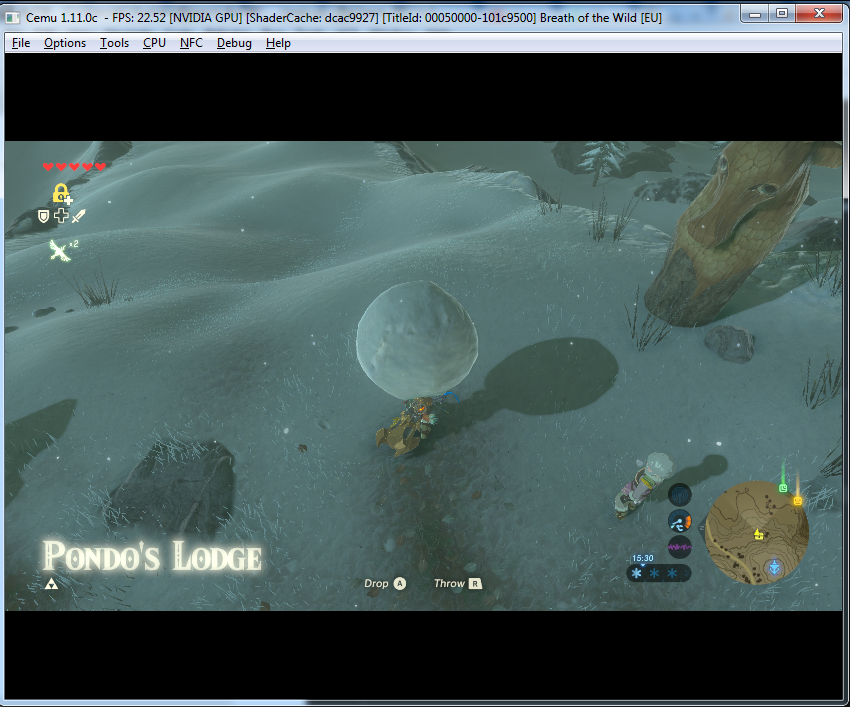 Cemu 1.11.0c - FPS: 22.52 [NVIDIA GPU] [ShaderCache: dcac9927] [TitleId: 00050000-101c9500] Breath of the Wild [EU]
File Options Tools CPU NFC Debug Help
×2
15:30
PONDO'S LODGE
Drop A Throw R